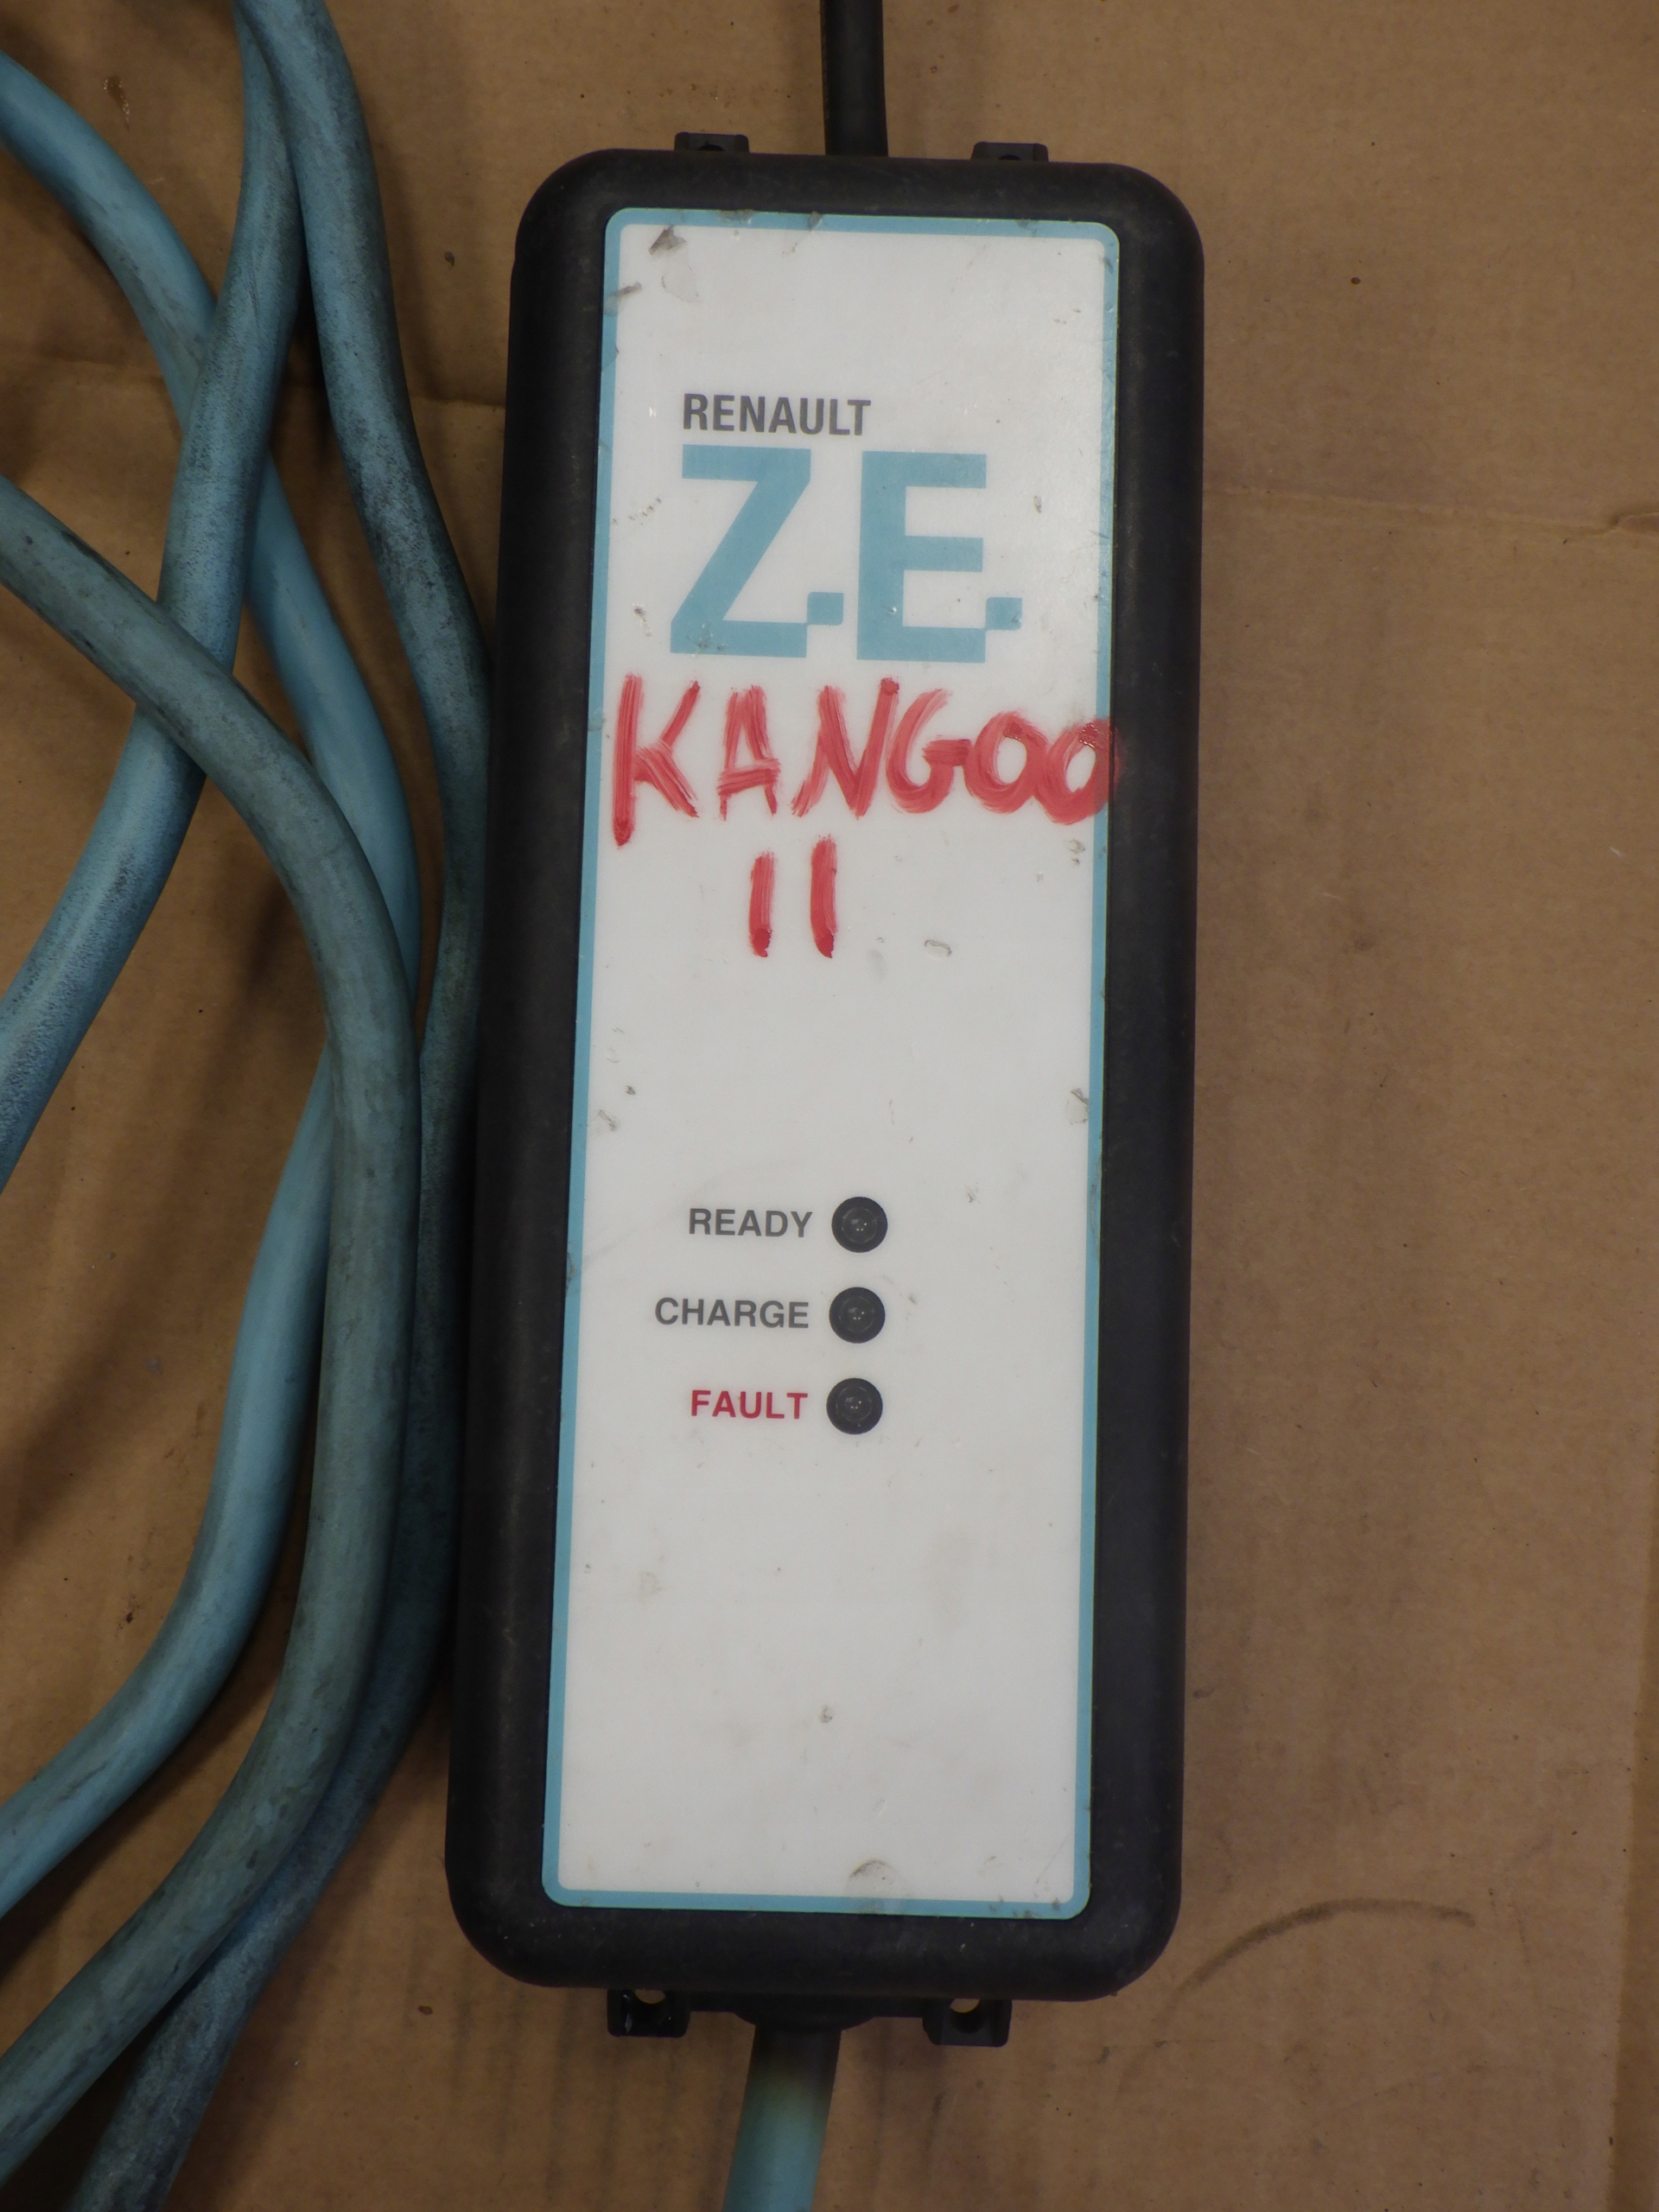 RENAULT
Z.E.
KANGOO
11
READY
CHARGE
FAULT